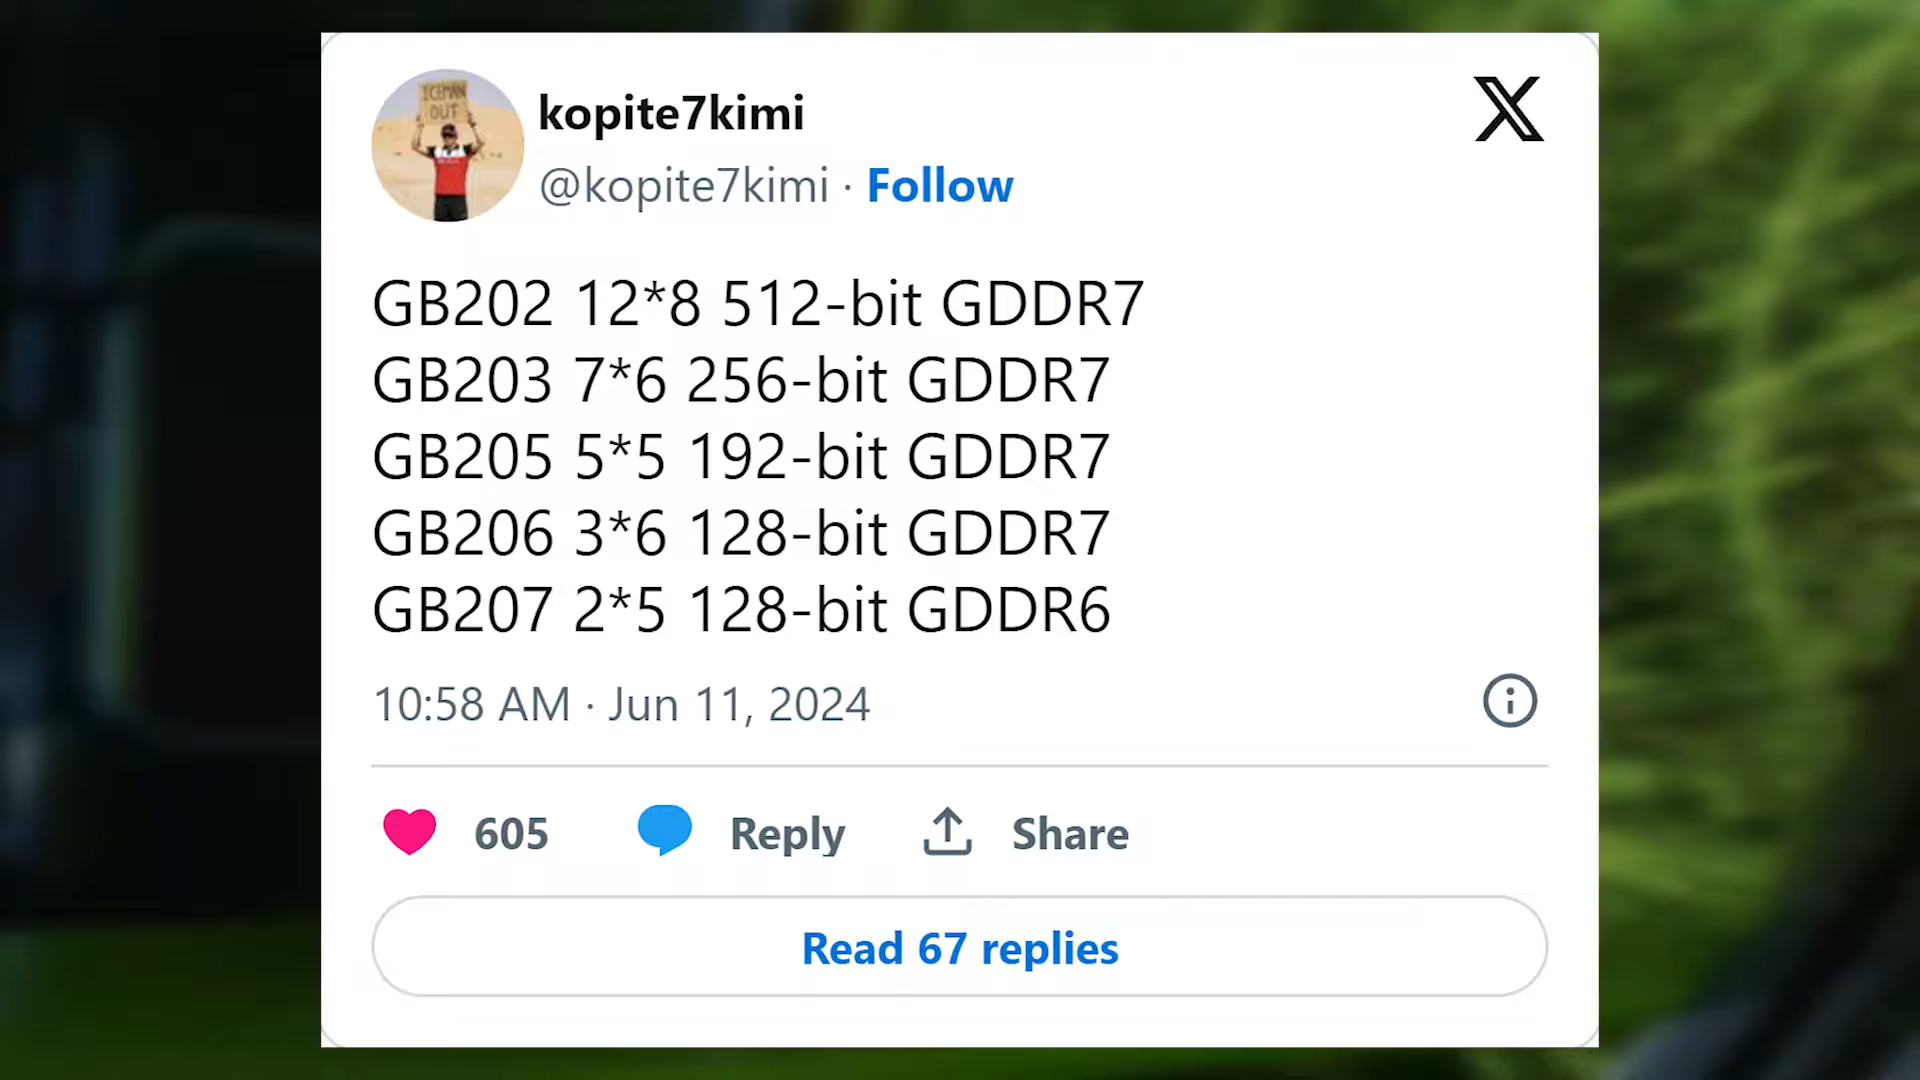 ICEMAN
OUT
kopite7kimi
@kopite7kimi · Follow
GB202 12*8 512-bit GDDR7
GB203 7*6 256-bit GDDR7
GB205 5*5 192-bit GDDR7
GB206 3*6 128-bit GDDR7
GB207 2*5 128-bit GDDR6
10:58 AM · Jun 11, 2024
605 Reply Share
Read 67 replies